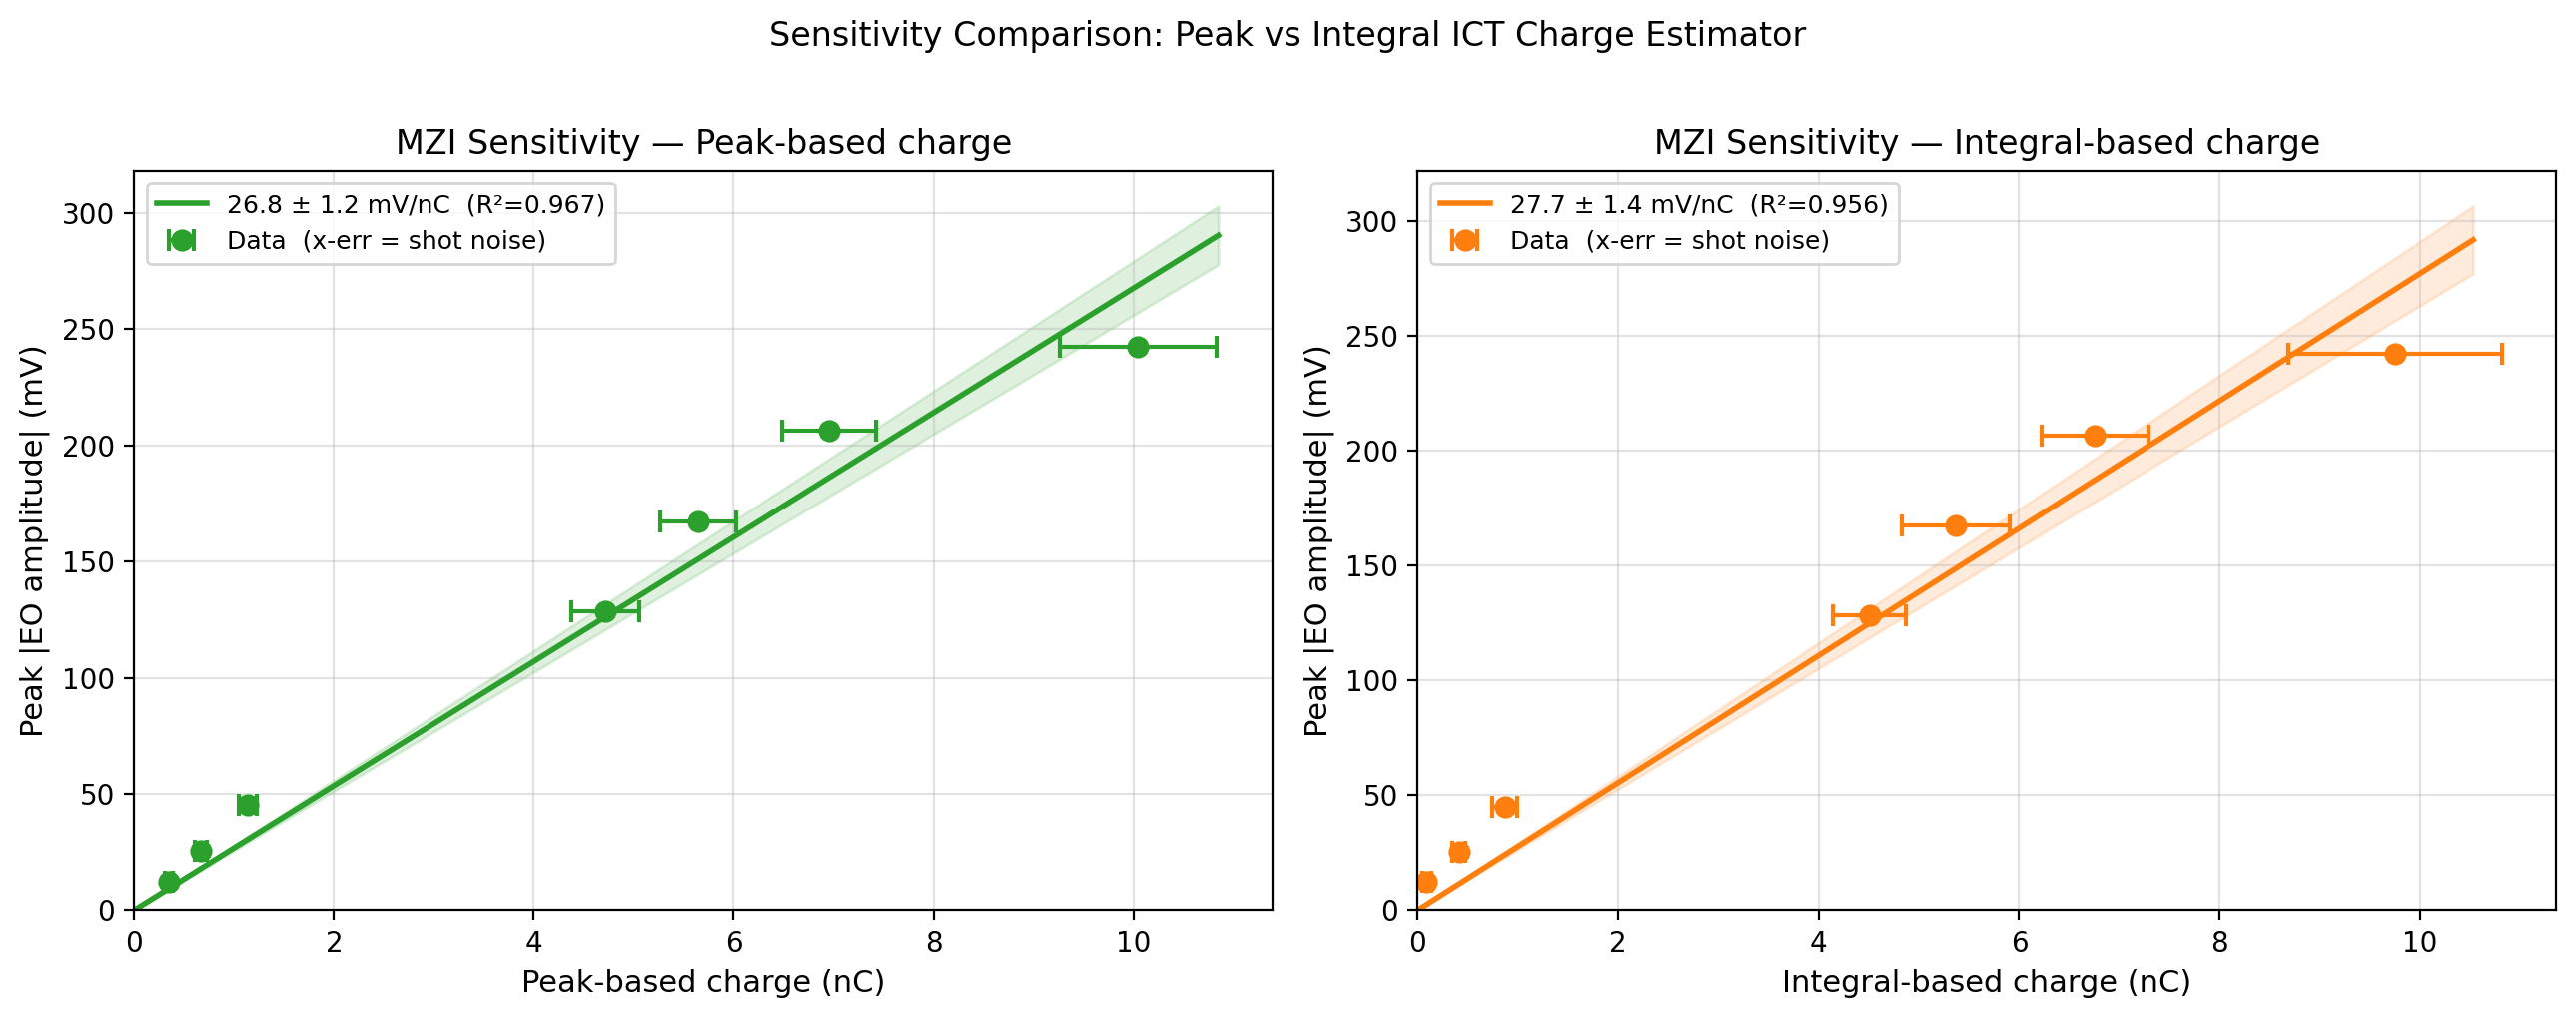 Sensitivity Comparison: Peak vs Integral ICT Charge Estimator
MZI Sensitivity — Peak-based charge
26.8 ± 1.2 mV/nC  (R²=0.967)
Data  (x-err = shot noise)
Peak |EO amplitude| (mV)
300
250
200
150
100
50
0
0 2 4 6 8 10
Peak-based charge (nC)
MZI Sensitivity — Integral-based charge
27.7 ± 1.4 mV/nC  (R²=0.956)
Data  (x-err = shot noise)
Peak |EO amplitude| (mV)
300
250
200
150
100
50
0
0 2 4 6 8 10
Integral-based charge (nC)